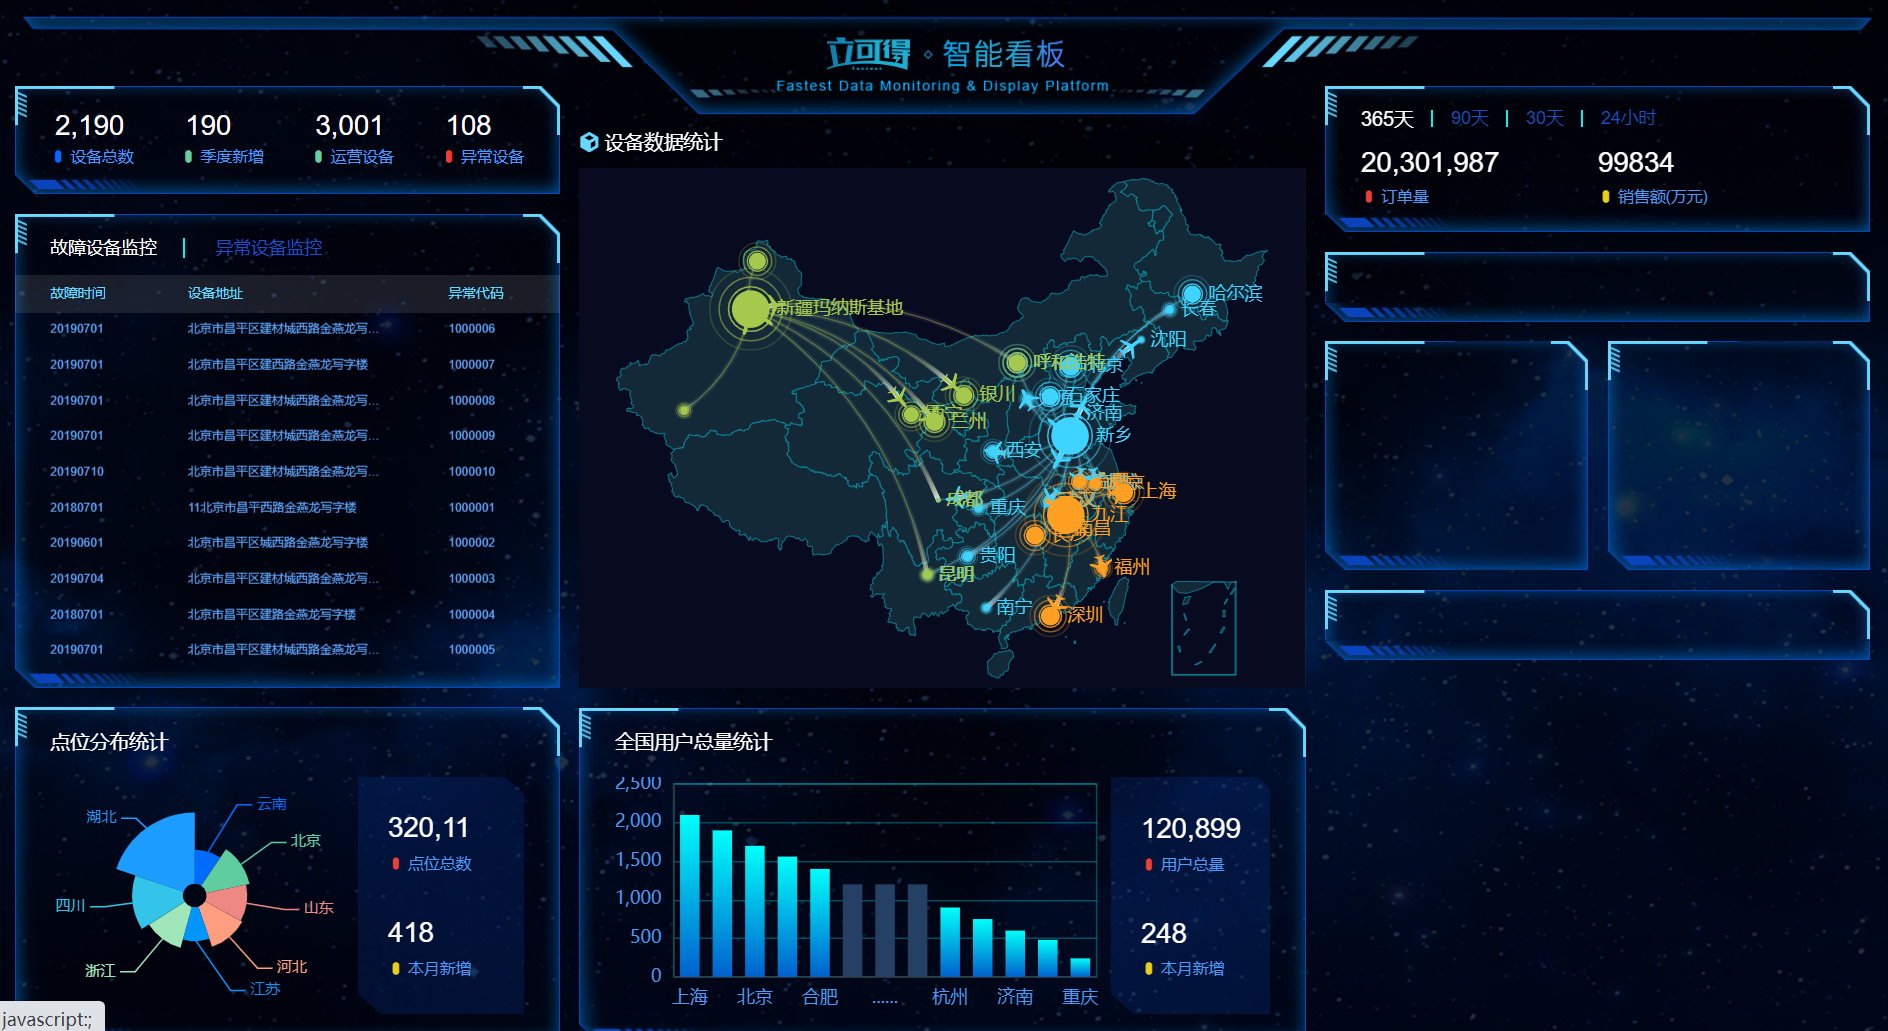 立可得 ◇ 智能看板
Fastest Data Monitoring & Display Platform
2,190
设备总数
190
季度新增
3,001
运营设备
108
异常设备
故障设备监控
异常设备监控
故障时间 设备地址 异常代码
20190701 北京市昌平区建材城西路金燕龙写... 1000006
20190701 北京市昌平区建西路金燕龙写字楼 1000007
20190701 北京市昌平区建材城西路金燕龙写... 1000008
20190701 北京市昌平区建材城西路金燕龙写... 1000009
20190710 北京市昌平区建材城西路金燕龙写... 1000010
20180701 11北京市昌平西路金燕龙写字楼 1000001
20190601 北京市昌平区城西路金燕龙写字楼 1000002
20190704 北京市昌平区建材城西路金燕龙写... 1000003
20180701 北京市昌平区建路金燕龙写字楼 1000004
20190701 北京市昌平区建材城西路金燕龙写... 1000005
点位分布统计
云南
湖北
北京
四川
山东
浙江
河北
江苏
320,11
点位总数
418
本月新增
设备数据统计
哈尔滨
新疆玛纳斯基地
长春
沈阳
呼和浩特
石家庄
银川
济南
兰州
新乡
西安
上海
成都
重庆
九江
南昌
贵阳
福州
昆明
南宁
深圳
全国用户总量统计
2,500
2,000
1,500
1,000
500
0
上海 北京 合肥 ...... 杭州 济南 重庆
120,899
用户总量
248
本月新增
365天 90天 30天 24小时
20,301,987
订单量
99834
销售额(万元)
javascript:;